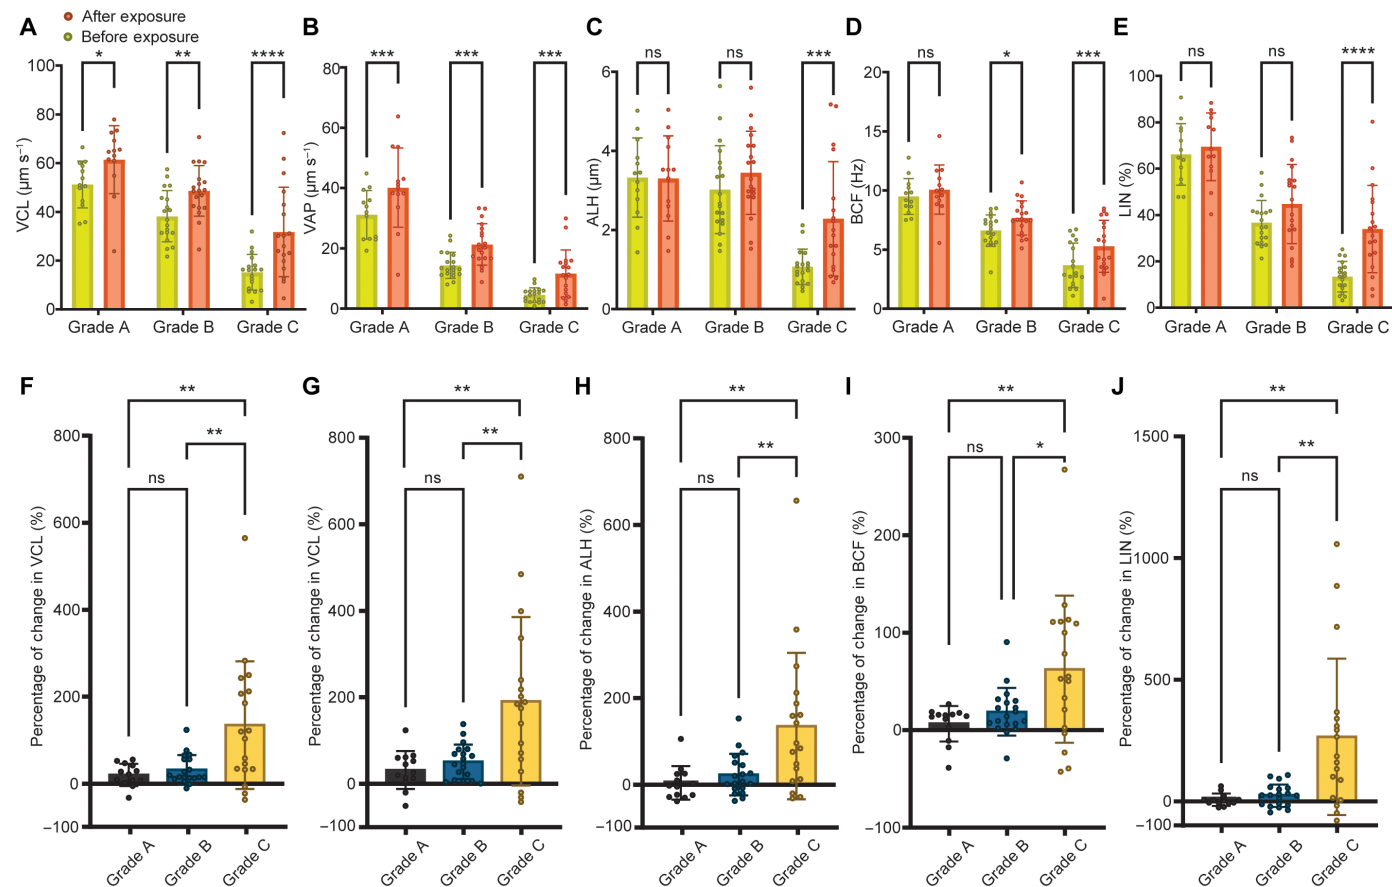 After exposure
Before exposure
A
VCL (μm s⁻¹)
100
80
60
40
20
0
*
**
****
Grade A
Grade B
Grade C
B
VAP (μm s⁻¹)
80
60
40
20
0
***
***
***
Grade A
Grade B
Grade C
C
ALH (μm)
6
4
2
0
ns
ns
***
Grade A
Grade B
Grade C
D
BCF (Hz)
20
15
10
5
0
ns
*
***
Grade A
Grade B
Grade C
E
LIN (%)
100
80
60
40
20
0
ns
ns
****
Grade A
Grade B
Grade C
F
Percentage of change in VCL (%)
800
600
400
200
0
−100
**
**
ns
Grade A
Grade B
Grade C
G
Percentage of change in VCL (%)
800
600
400
200
0
−100
**
**
ns
Grade A
Grade B
Grade C
H
Percentage of change in ALH (%)
800
600
400
200
0
−100
**
**
ns
Grade A
Grade B
Grade C
I
Percentage of change in BCF (%)
300
200
100
0
−100
**
ns
*
Grade A
Grade B
Grade C
J
Percentage of change in LIN (%)
1500
1000
500
0
−100
**
**
ns
Grade A
Grade B
Grade C